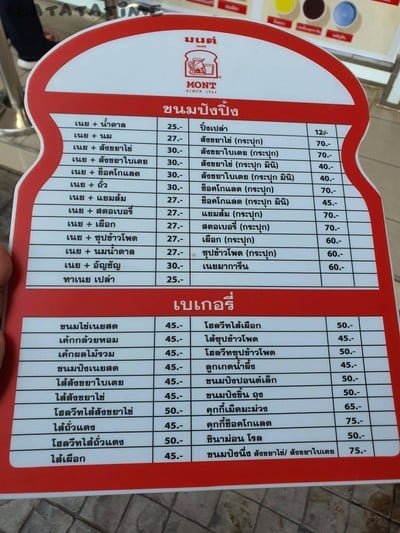 EATATATIME
มนต์
นมสด
MONT
SINCE 1964
ขนมปังปิ้ง
เนย + น้ำตาล 25.- ปิ้งเปล่า 12/-
เนย + นม 27.- สังขยาไข่ (กระปุก) 70.-
เนย + สังขยาไข่ 30.- สังขยาใบเตย (กระปุก) 70.-
เนย + สังขยาใบเตย 30.- สังขยาไข่ (กระปุก มินิ) 40.-
เนย + ช็อคโกแลต 30.- สังขยาใบเตย (กระปุก มินิ) 40.-
เนย + ถั่ว 30.- ช็อคโกแลต (กระปุก) 70.-
เนย + แยมส้ม 27.- ช็อคโกแลต (กระปุก มินิ) 45.-
เนย + สตอเบอรี่ 27.- แยมส้ม (กระปุก) 70.-
เนย + เผือก 27.- สตอเบอรี่ (กระปุก) 70.-
เนย + ซุปข้าวโพด 27.- เผือก (กระปุก) 60.-
เนย + นมน้ำตาล 27.- ซุปข้าวโพด (กระปุก) 60.-
เนย + อัญชัญ 30.- เนยมาการีน 60.-
ทาเนย เปล่า 25.-
เบเกอรี่
ขนมไข่เนยสด 45.- โฮลวีทไส้เผือก 50.-
เค้กกล้วยหอม 45.- ไส้ซุปข้าวโพด 45.-
เค้กผลไม้รวม 45.- โฮลวีทซุปข้าวโพด 50.-
ขนมปังเนยสด 45.- ลูกเกดน้ำผึ้ง 45.-
ไส้สังขยาใบเตย 45.- ขนมปังปอนด์เล็ก 50.-
ไส้สังขยาไข่ 45.- ขนมปังชิ้น ถุง 50.-
โฮลวีทไส้สังขยาไข่ 50.- คุกกี้เม็ดมะม่วง 65.-
ไส้ถั่วแดง 45.- คุกกี้ช็อคโกแลต 75.-
โฮลวีทไส้ถั่วแดง 50.- ซินาม่อน โรล 50.-
ไส้เผือก 45.- ขนมปังนึ่ง สังขยาไข่/ สังขยาใบเตย 75.-